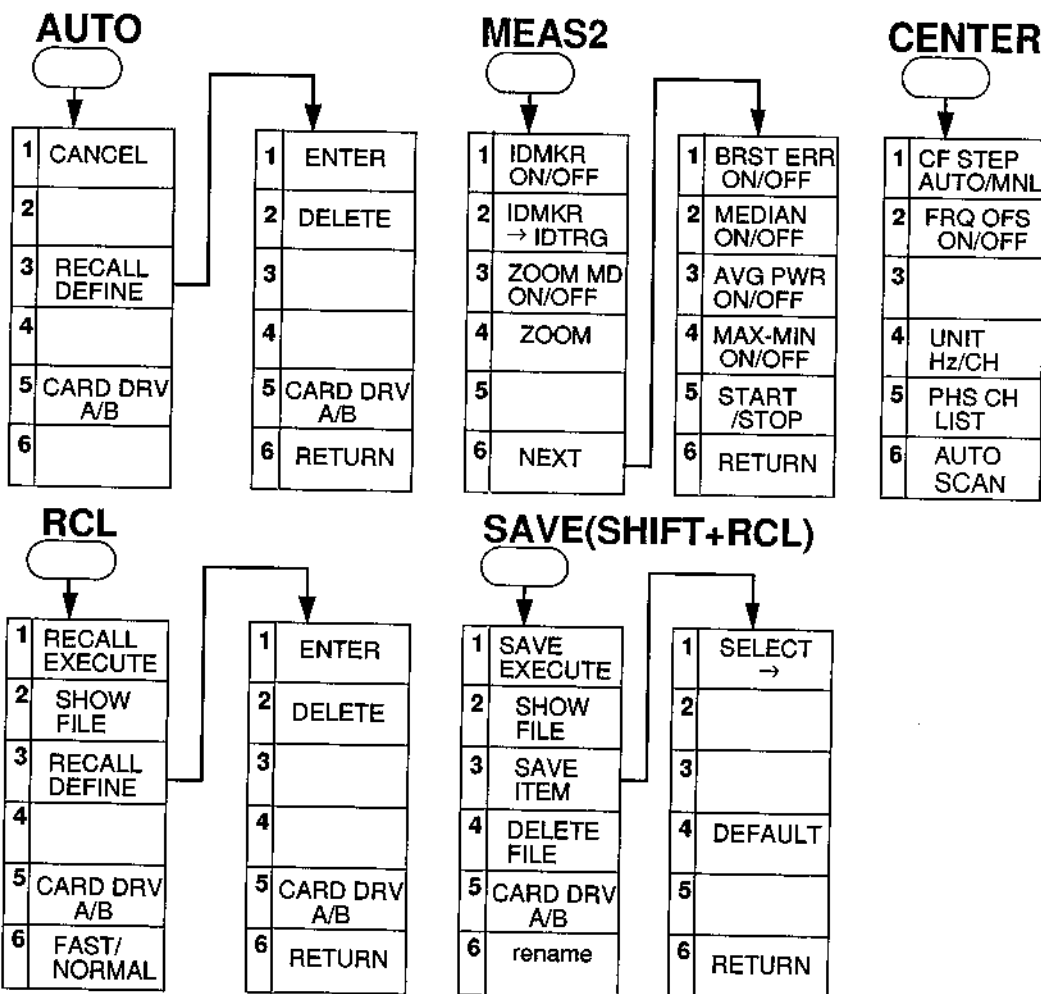 AUTO
1 CANCEL
2
3 RECALL
DEFINE
4
5 CARD DRV
A/B
6
1 ENTER
2 DELETE
3
4
5 CARD DRV
A/B
6 RETURN
MEAS2
1 IDMKR
ON/OFF
2 IDMKR
→ IDTRG
3 ZOOM MD
ON/OFF
4 ZOOM
5
6 NEXT
1 BRST ERR
ON/OFF
2 MEDIAN
ON/OFF
3 AVG PWR
ON/OFF
4 MAX-MIN
ON/OFF
5 START
/STOP
6 RETURN
CENTER
1 CF STEP
AUTO/MNL
2 FRQ OFS
ON/OFF
3
4 UNIT
Hz/CH
5 PHS CH
LIST
6 AUTO
SCAN
RCL
1 RECALL
EXECUTE
2 SHOW
FILE
3 RECALL
DEFINE
4
5 CARD DRV
A/B
6 FAST/
NORMAL
1 ENTER
2 DELETE
3
4
5 CARD DRV
A/B
6 RETURN
SAVE(SHIFT+RCL)
1 SAVE
EXECUTE
2 SHOW
FILE
3 SAVE
ITEM
4 DELETE
FILE
5 CARD DRV
A/B
6 rename
1 SELECT
→
2
3
4 DEFAULT
5
6 RETURN